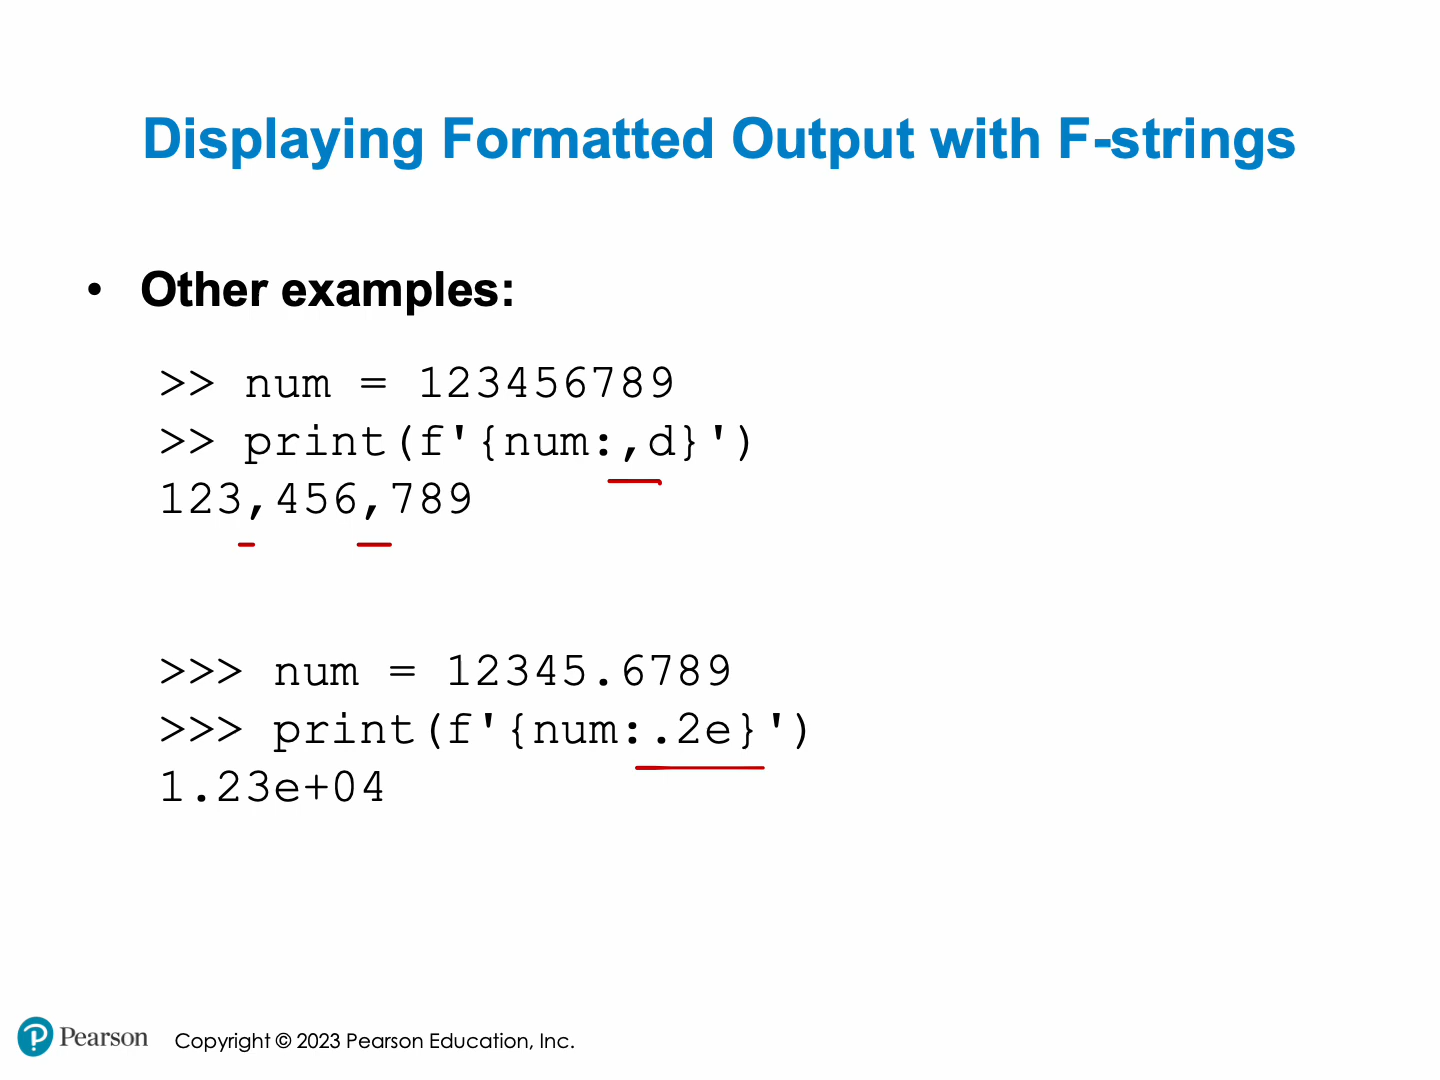 Displaying Formatted Output with F-strings
• Other examples:
>> num = 123456789
>> print(f'{num:,d}')
123,456,789
>>> num = 12345.6789
>>> print(f'{num:.2e}')
1.23e+04
Pearson Copyright © 2023 Pearson Education, Inc.